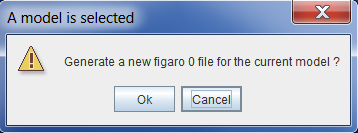 A model is selected
Generate a new figaro 0 file for the current model ?
Ok
Cancel